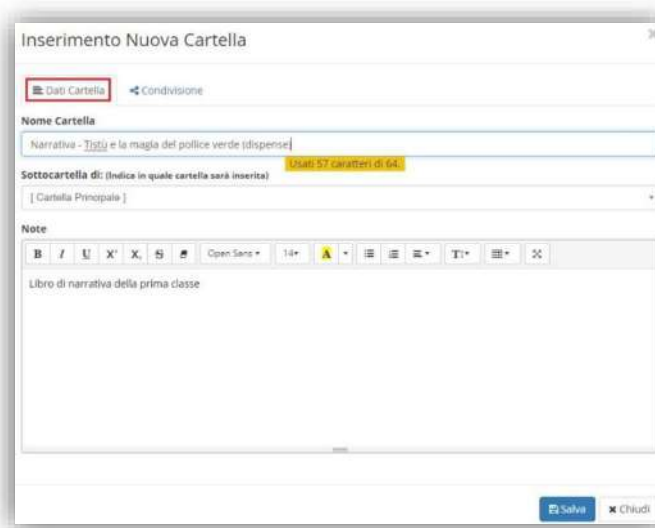 Inserimento Nuova Cartella
Dati Cartella Condivisione
Nome Cartella
Narrativa - Tistù e la magia del pollice verde (dispense)
Usati 57 caratteri di 64.
Sottocartella di: (Indica in quale cartella sarà inserita)
[ Cartella Principale ]
Note
B I U X² X₂ S Open Sans 14 A T
Libro di narrativa della prima classe
Salva x Chiudi